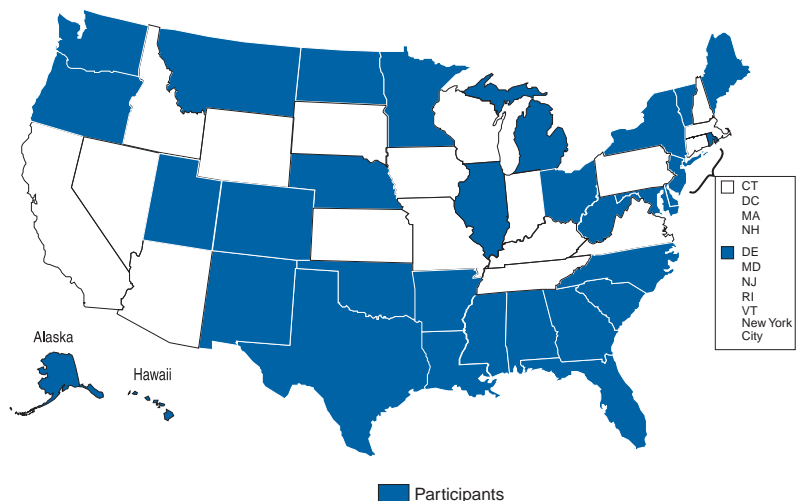 CT
DC
MA
NH
DE
MD
NJ
RI
VT
New York
City
Alaska
Hawaii
Participants